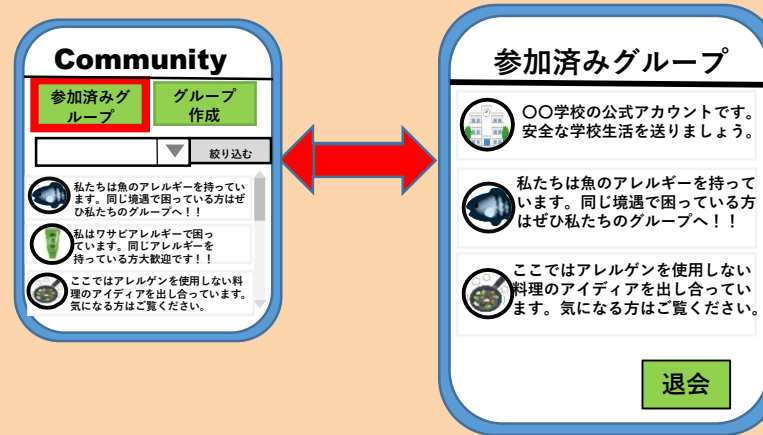 Community
参加済みグ
ループ
グループ
作成
絞り込む
私たちは魚のアレルギーを持ってい
ます。同じ境遇で困っている方はぜ
ひ私たちのグループへ！！
私はワサビアレルギーで困っ
ています。同じアレルギーを
持っている方大歓迎です！！
ここではアレルゲンを使用しない料
理のアイディアを出し合っています。
気になる方はご覧ください。
参加済みグループ
〇〇学校の公式アカウントです。
安全な学校生活を送りましょう。
私たちは魚のアレルギーを持って
います。同じ境遇で困っている方
はぜひ私たちのグループへ！！
ここではアレルゲンを使用しない
料理のアイディアを出し合ってい
ます。気になる方はご覧ください。
退会